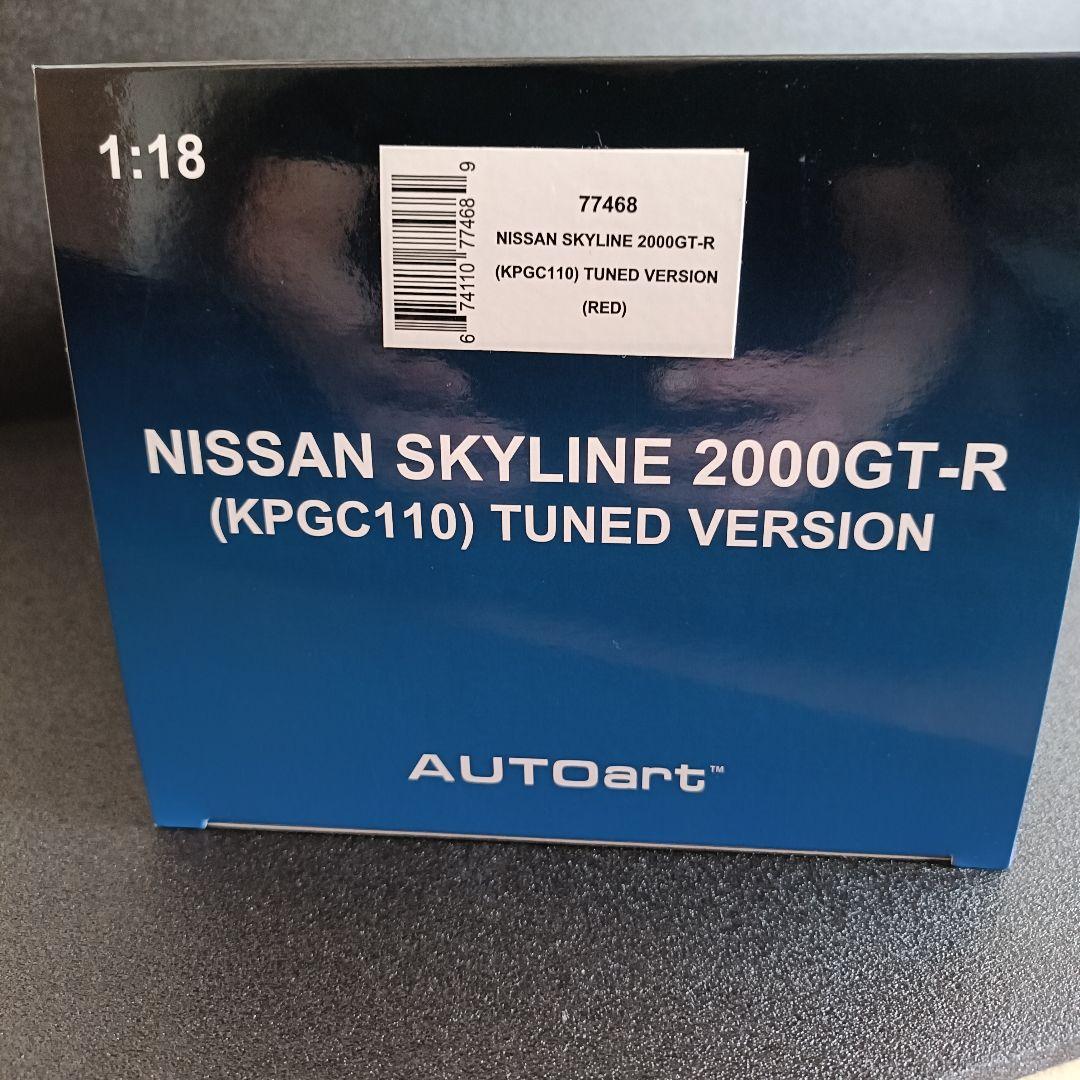 1:18
77468
NISSAN SKYLINE 2000GT-R
(KPGC110) TUNED VERSION
(RED)
6 74110 77468 9
NISSAN SKYLINE 2000GT-R
(KPGC110) TUNED VERSION
AUTOart™